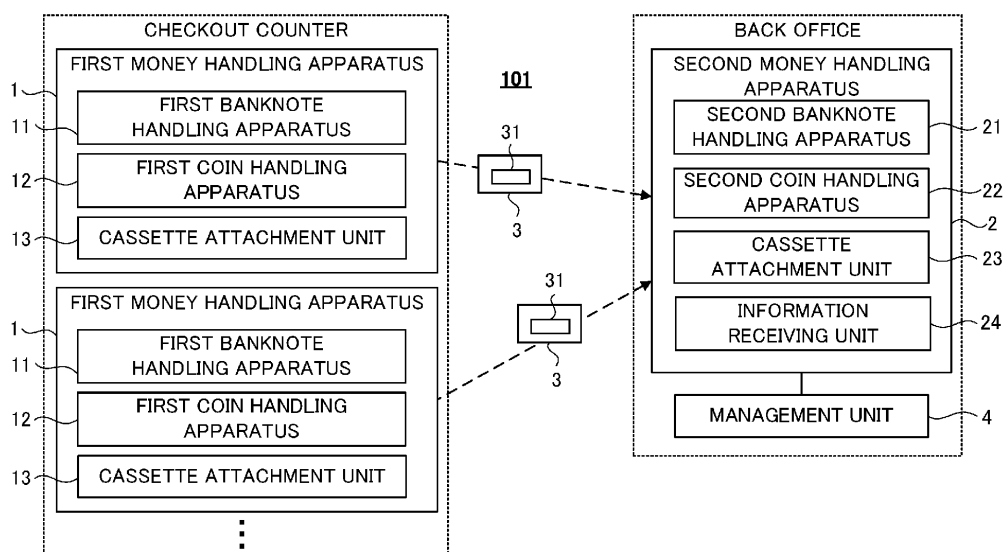 CHECKOUT COUNTER
FIRST MONEY HANDLING APPARATUS
1
FIRST BANKNOTE
HANDLING APPARATUS
11
FIRST COIN HANDLING
APPARATUS
12
13
CASSETTE ATTACHMENT UNIT
FIRST MONEY HANDLING APPARATUS
1
FIRST BANKNOTE
HANDLING APPARATUS
11
FIRST COIN HANDLING
APPARATUS
12
13
CASSETTE ATTACHMENT UNIT
101
31
3
31
3
BACK OFFICE
SECOND MONEY HANDLING
APPARATUS
SECOND BANKNOTE
HANDLING APPARATUS
21
SECOND COIN HANDLING
APPARATUS
22
2
CASSETTE
ATTACHMENT UNIT
23
INFORMATION
RECEIVING UNIT
24
MANAGEMENT UNIT
4